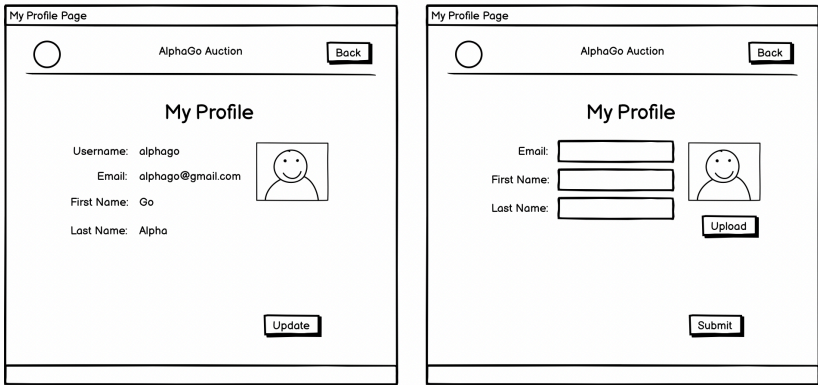 My Profile Page
AlphaGo Auction
Back
My Profile
Username: alphago
Email: alphago@gmail.com
First Name: Go
Last Name: Alpha
Update
My Profile Page
AlphaGo Auction
Back
My Profile
Email:
First Name:
Last Name:
Upload
Submit